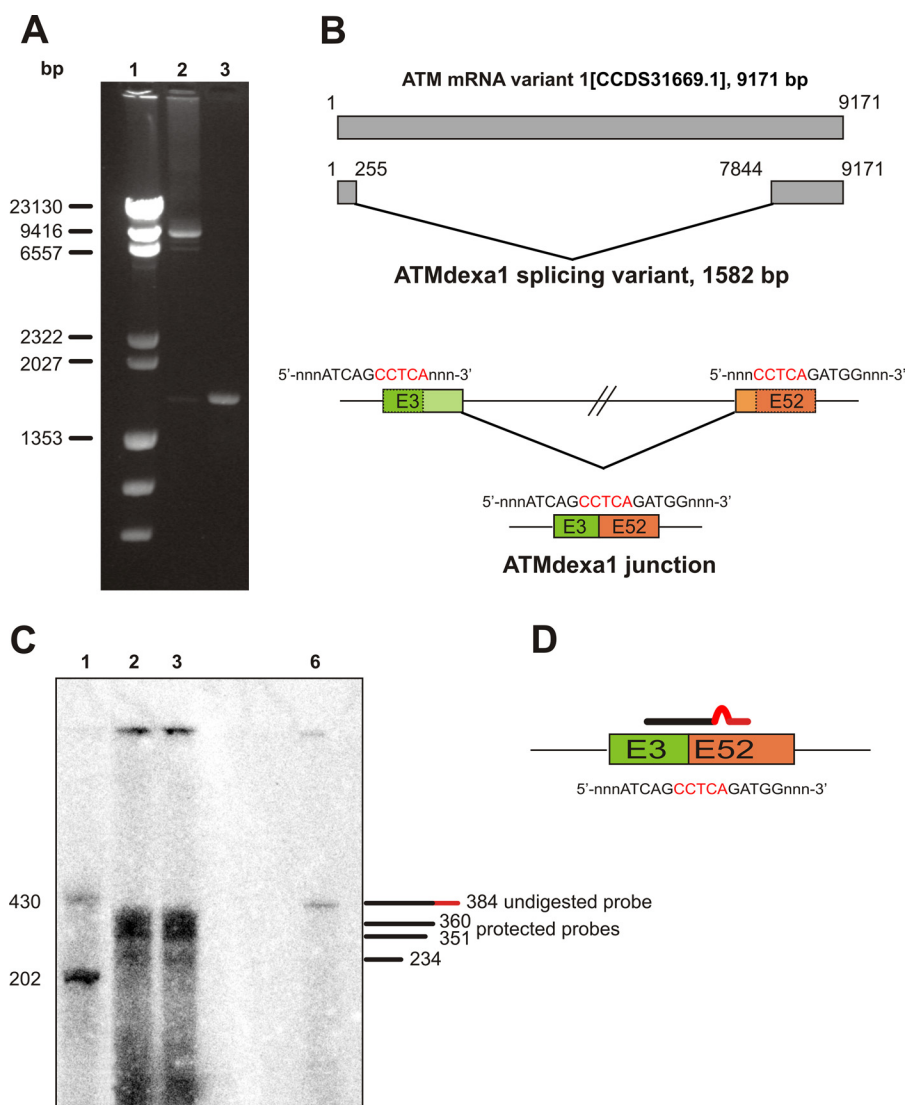 A
bp
1 2 3
23130
9416
6557
2322
2027
1353
B
ATM mRNA variant 1[CCDS31669.1], 9171 bp
1 9171
1 255 7844 9171
ATMdexa1 splicing variant, 1582 bp
5'-nnnATCAGCCTCAnnn-3' 5'-nnnCCTCAGATGGnnn-3'
E3 E52
5'-nnnATCAGCCTCAGATGGnnn-3'
E3 E52
ATMdexa1 junction
C
1 2 3 6
430
202
384 undigested probe
360
protected probes
351
234
D
E3 E52
5'-nnnATCAGCCTCAGATGGnnn-3'